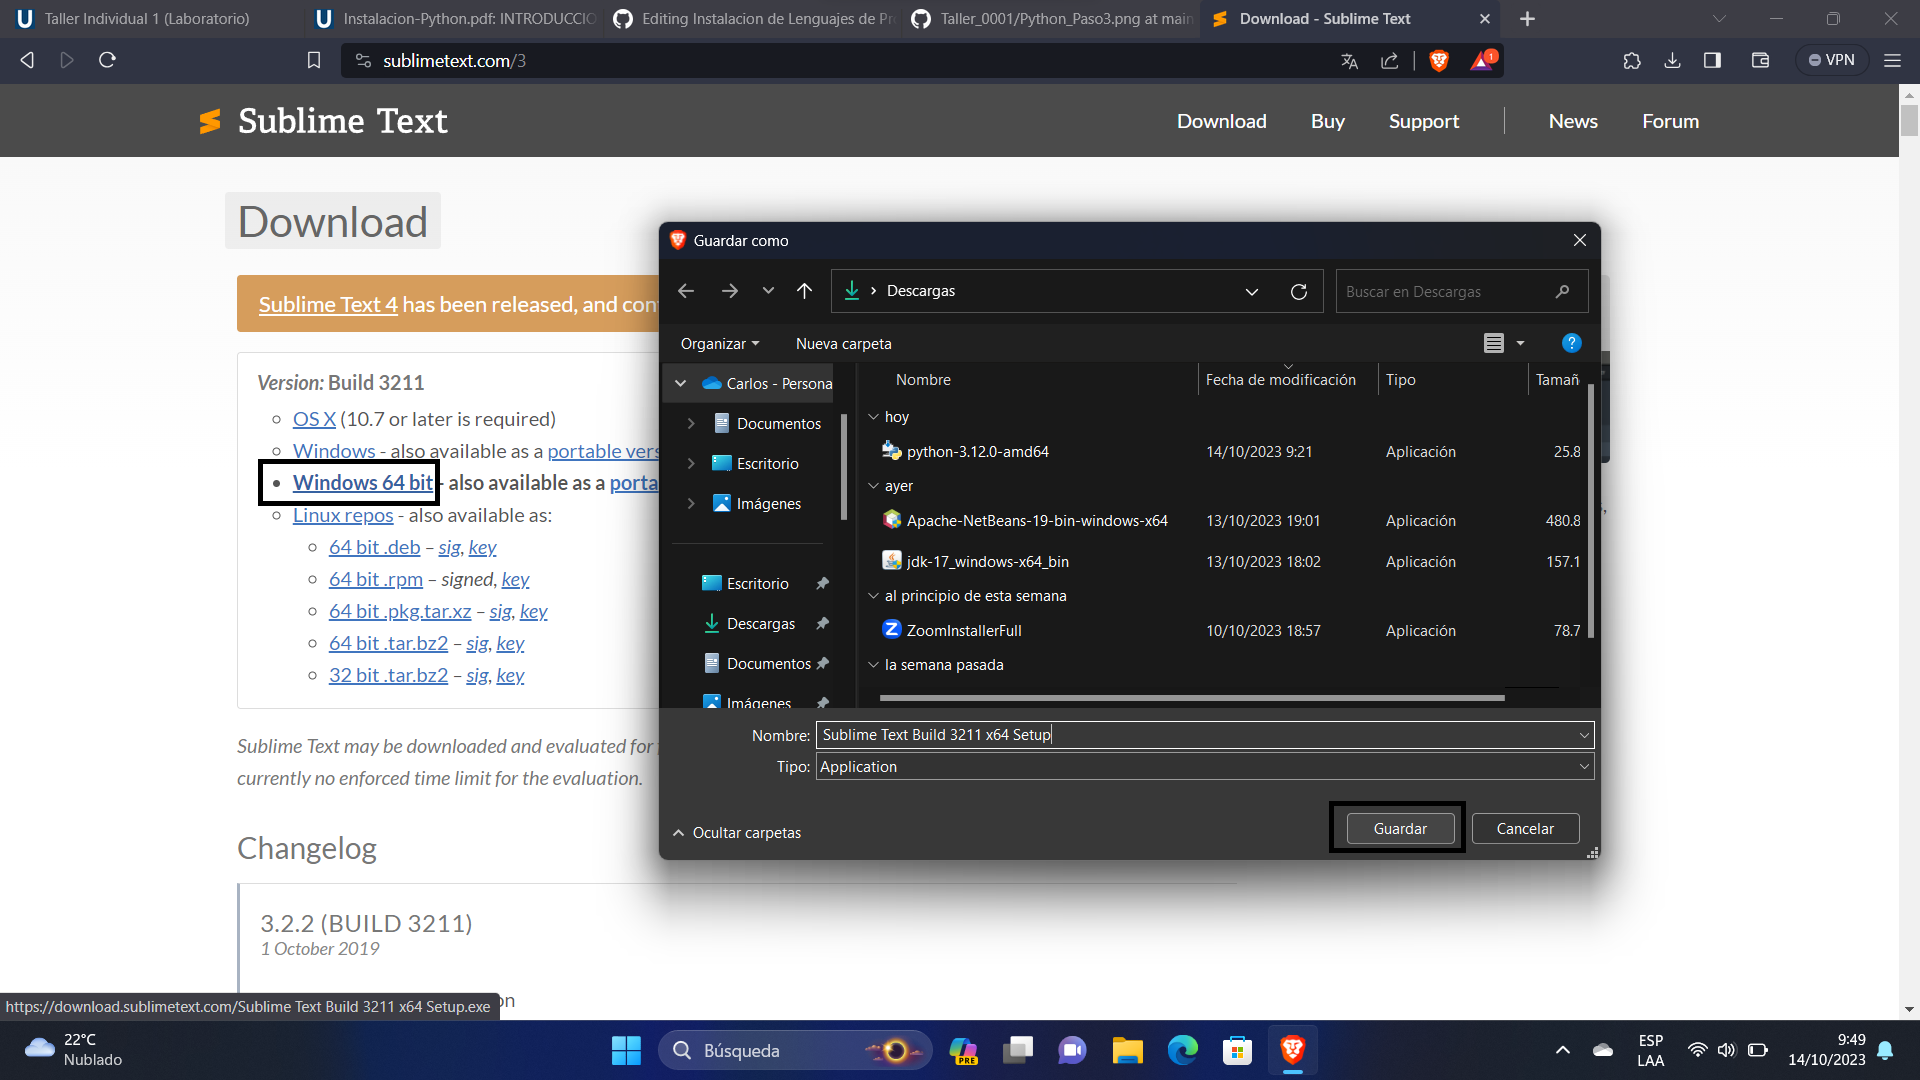 Taller Individual 1 (Laboratorio)
Instalacion-Python.pdf: INTRODUCCIO
Editing Instalacion de Lenguajes de Pr
Taller_0001/Python_Paso3.png at main
Download - Sublime Text
sublimetext.com/3
1
VPN
Sublime Text
Download
Buy
Support
News
Forum
Download
Sublime Text 4 has been released, and con
Version: Build 3211
OS X (10.7 or later is required)
Windows - also available as a portable vers
Windows 64 bit - also available as a porta
Linux repos - also available as:
64 bit .deb – sig, key
64 bit .rpm – signed, key
64 bit .pkg.tar.xz – sig, key
64 bit .tar.bz2 – sig, key
32 bit .tar.bz2 – sig, key
Sublime Text may be downloaded and evaluated for
currently no enforced time limit for the evaluation.
Changelog
3.2.2 (BUILD 3211)
1 October 2019
on
https://download.sublimetext.com/Sublime Text Build 3211 x64 Setup.exe
Guardar como
Descargas
Buscar en Descargas
Organizar
Nueva carpeta
?
Carlos - Persona
Documentos
Escritorio
Imágenes
Escritorio
Descargas
Documentos
Imágenes
Nombre
Fecha de modificación
Tipo
Tamañ
hoy
python-3.12.0-amd64
14/10/2023 9:21
Aplicación
25.8
ayer
Apache-NetBeans-19-bin-windows-x64
13/10/2023 19:01
Aplicación
480.8
jdk-17_windows-x64_bin
13/10/2023 18:02
Aplicación
157.1
al principio de esta semana
ZoomInstallerFull
10/10/2023 18:57
Aplicación
78.7
la semana pasada
Nombre: Sublime Text Build 3211 x64 Setup
Tipo: Application
Ocultar carpetas
Guardar
Cancelar
22°C
Nublado
Búsqueda
PRE
ESP
LAA
9:49
14/10/2023